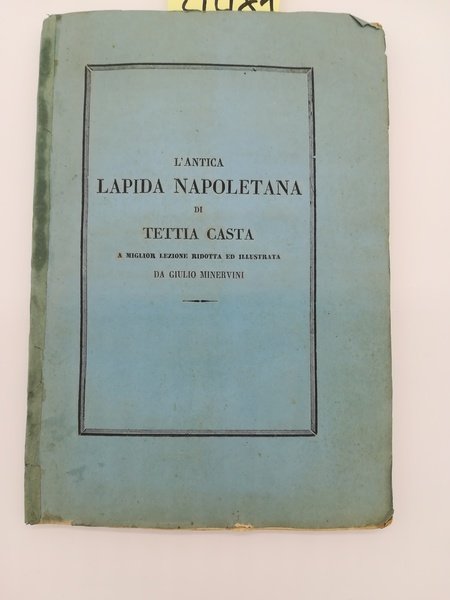 L'ANTICA
LAPIDA NAPOLETANA
DI
TETTIA CASTA
A MIGLIOR LEZIONE RIDOTTA ED ILLUSTRATA
DA GIULIO MINERVINI